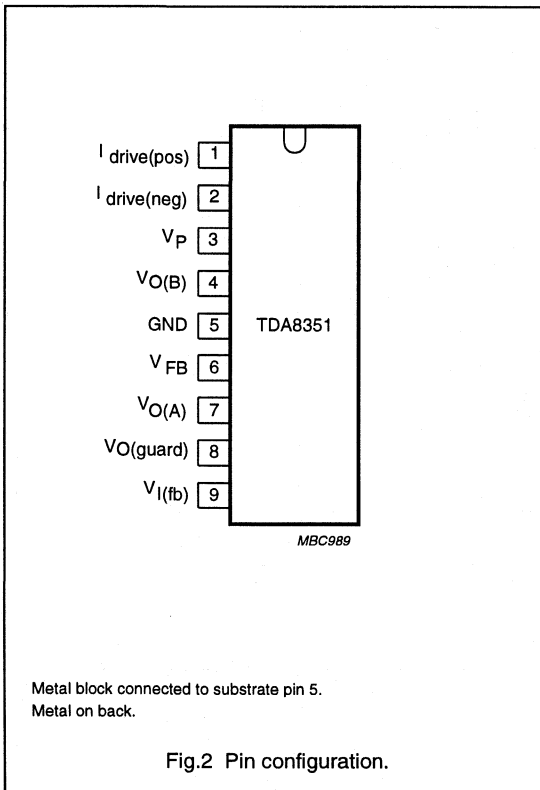 I drive(pos) 1
I drive(neg) 2
VP 3
VO(B) 4
GND 5 TDA8351
VFB 6
VO(A) 7
VO(guard) 8
VI(fb) 9
MBC989
Metal block connected to substrate pin 5.
Metal on back.
Fig.2 Pin configuration.